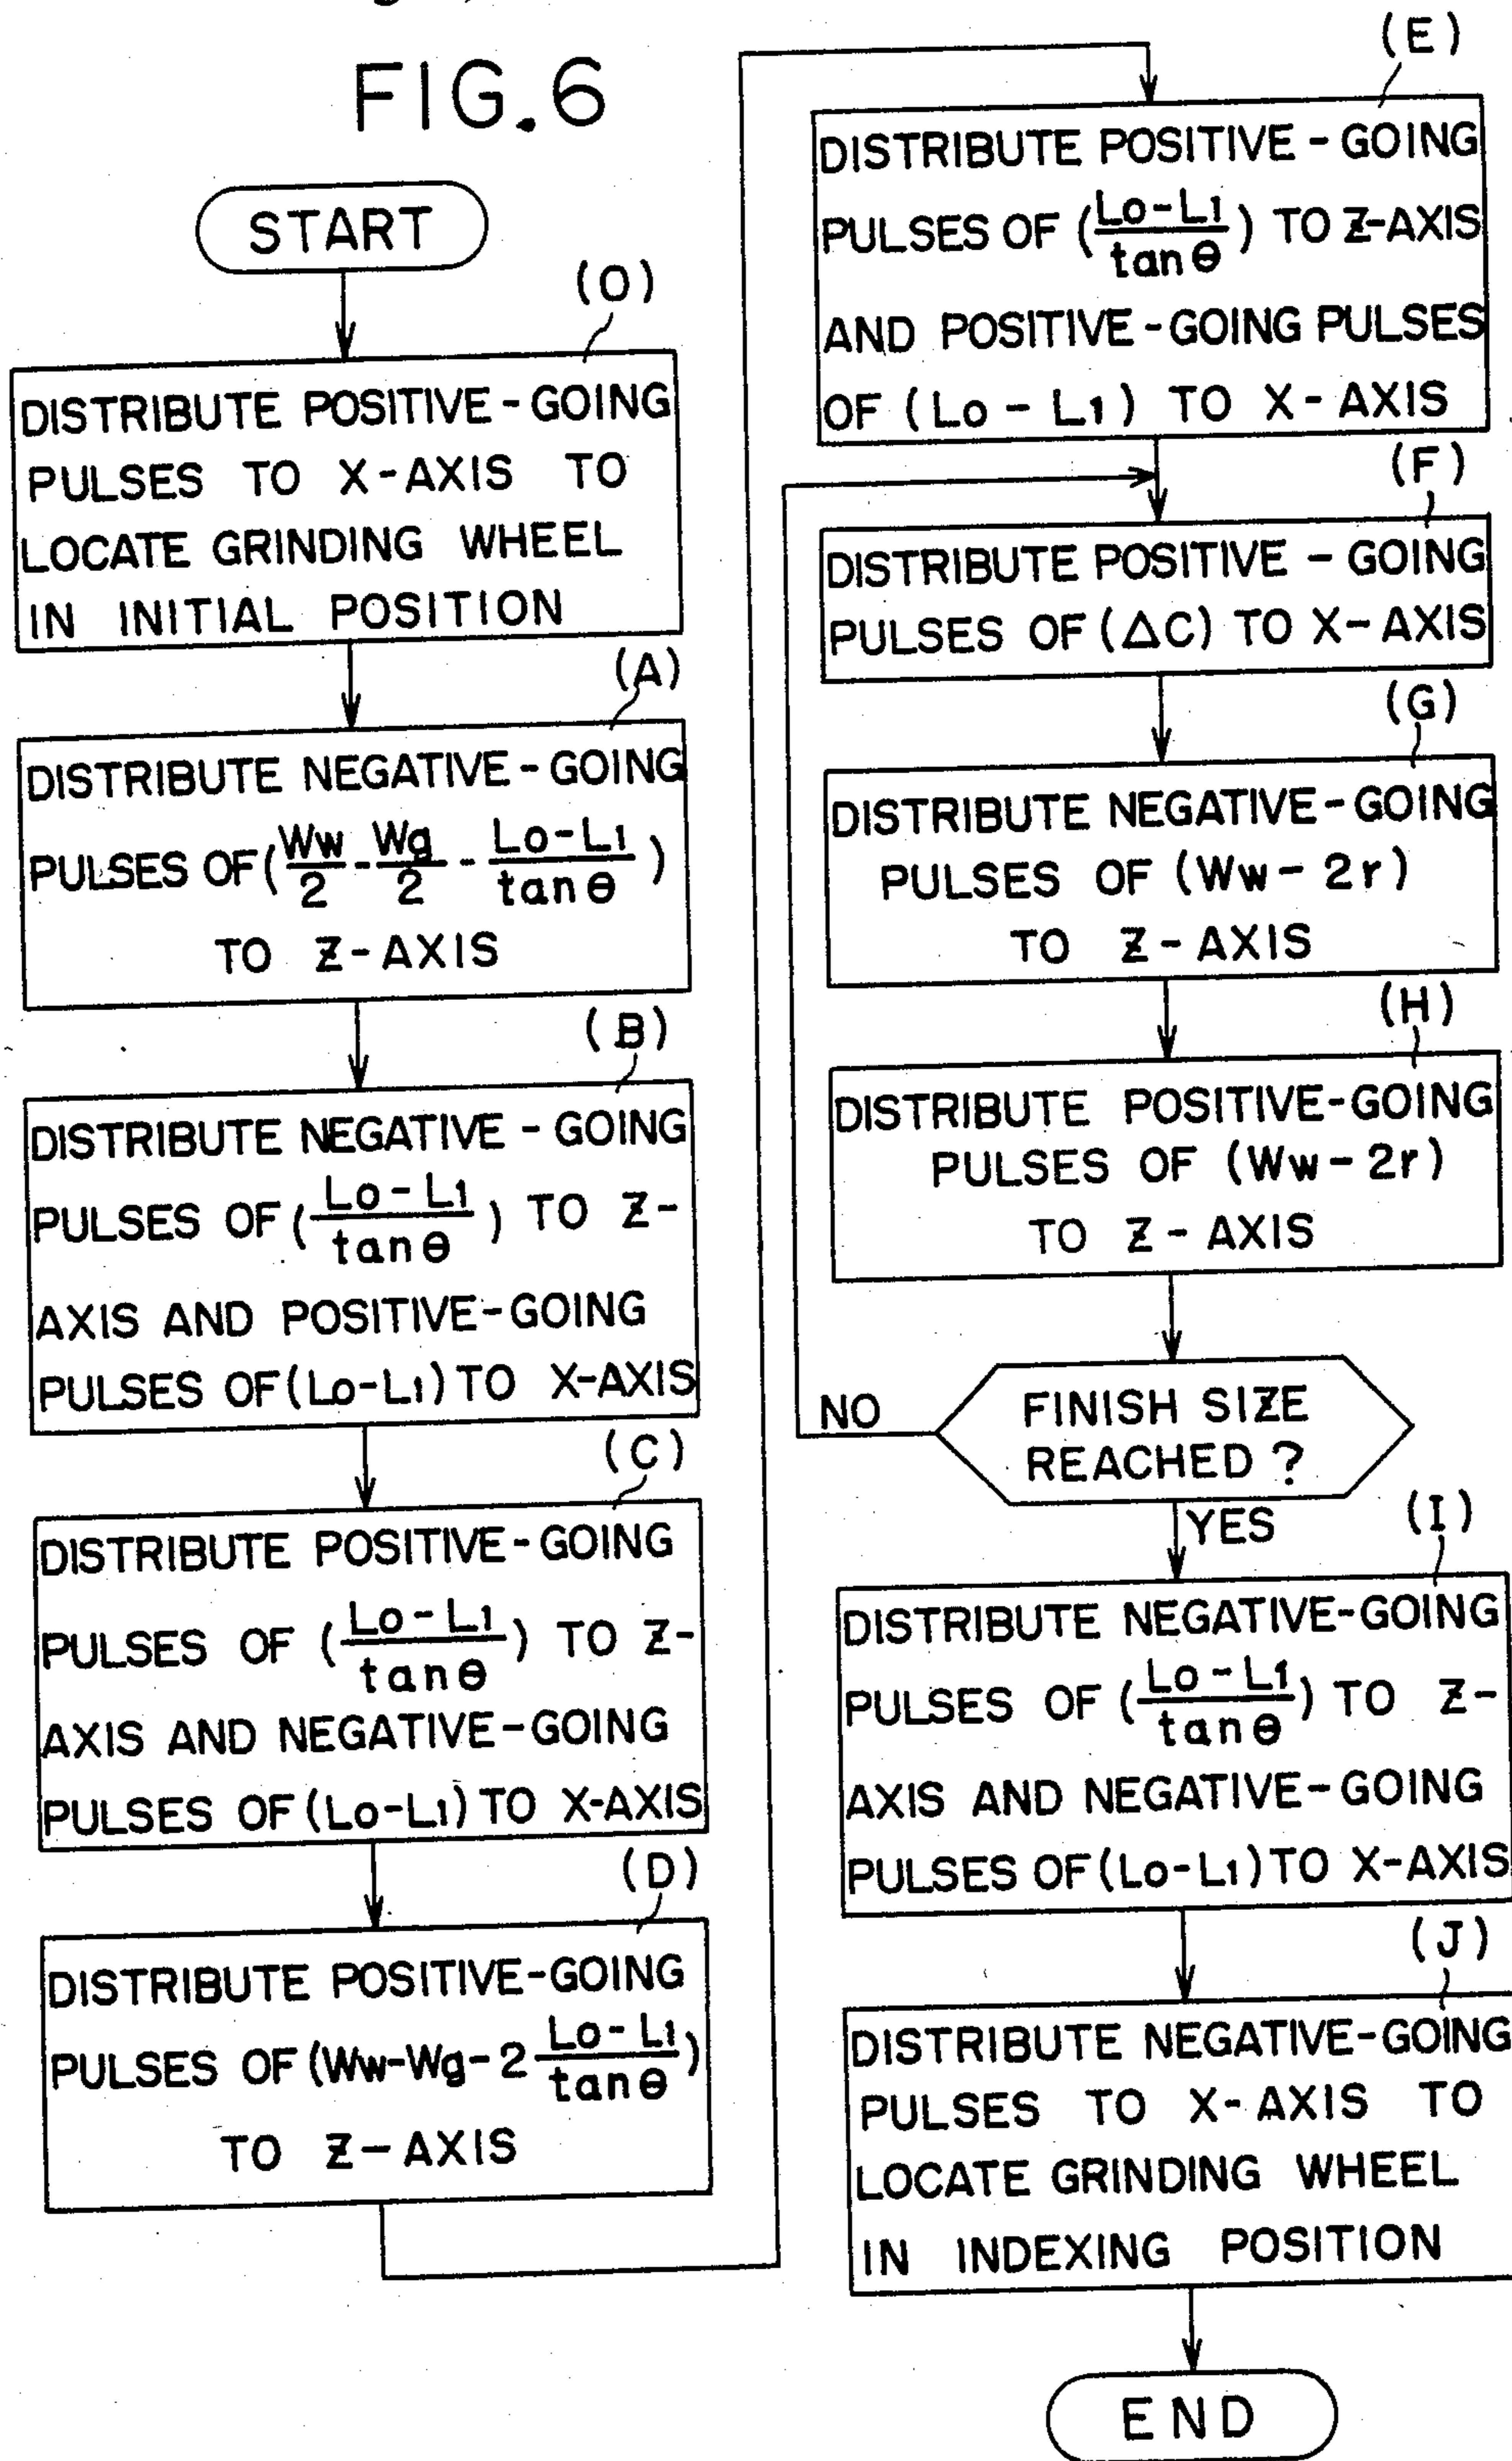 FIG.6
START
(O)
DISTRIBUTE POSITIVE-GOING
PULSES TO X-AXIS TO
LOCATE GRINDING WHEEL
IN INITIAL POSITION
(A)
DISTRIBUTE NEGATIVE-GOING
PULSES OF (Ww/2 - Wg/2 - Lo-L1/tanθ)
TO Z-AXIS
(B)
DISTRIBUTE NEGATIVE-GOING
PULSES OF (Lo-L1/tanθ) TO Z-
AXIS AND POSITIVE-GOING
PULSES OF (Lo-L1) TO X-AXIS
(C)
DISTRIBUTE POSITIVE-GOING
PULSES OF (Lo-L1/tanθ) TO Z-
AXIS AND NEGATIVE-GOING
PULSES OF (Lo-L1) TO X-AXIS
(D)
DISTRIBUTE POSITIVE-GOING
PULSES OF (Ww-Wg-2 Lo-L1/tanθ)
TO Z-AXIS
(E)
DISTRIBUTE POSITIVE-GOING
PULSES OF (Lo-L1/tanθ) TO Z-AXIS
AND POSITIVE-GOING PULSES
OF (Lo-L1) TO X-AXIS
(F)
DISTRIBUTE POSITIVE-GOING
PULSES OF (ΔC) TO X-AXIS
(G)
DISTRIBUTE NEGATIVE-GOING
PULSES OF (Ww-2r)
TO Z-AXIS
(H)
DISTRIBUTE POSITIVE-GOING
PULSES OF (Ww-2r)
TO Z-AXIS
NO
FINISH SIZE
REACHED ?
YES
(I)
DISTRIBUTE NEGATIVE-GOING
PULSES OF (Lo-L1/tanθ) TO Z-
AXIS AND NEGATIVE-GOING
PULSES OF (Lo-L1) TO X-AXIS
(J)
DISTRIBUTE NEGATIVE-GOING
PULSES TO X-AXIS TO
LOCATE GRINDING WHEEL
IN INDEXING POSITION
END